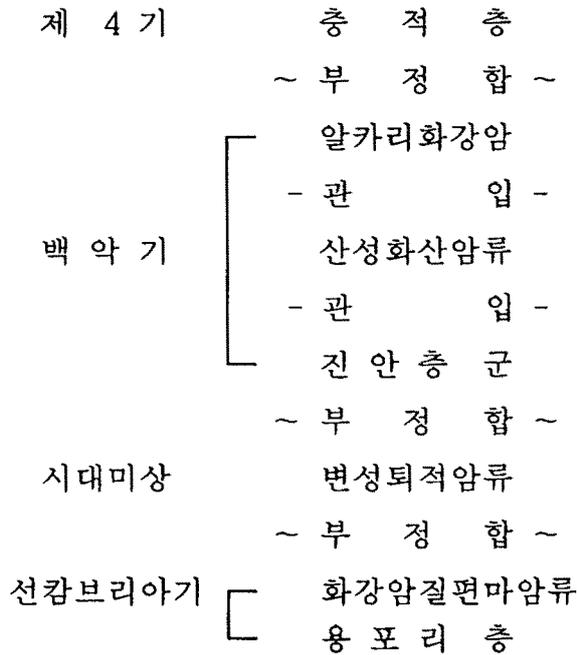 제 4 기 충 적 층
~ 부 정 합 ~
알카리화강암
- 관 입 -
백 악 기 산성화산암류
- 관 입 -
진 안 층 군
~ 부 정 합 ~
시대미상 변성퇴적암류
~ 부 정 합 ~
선캄브리아기 화강암질편마암류
용 포 리 층